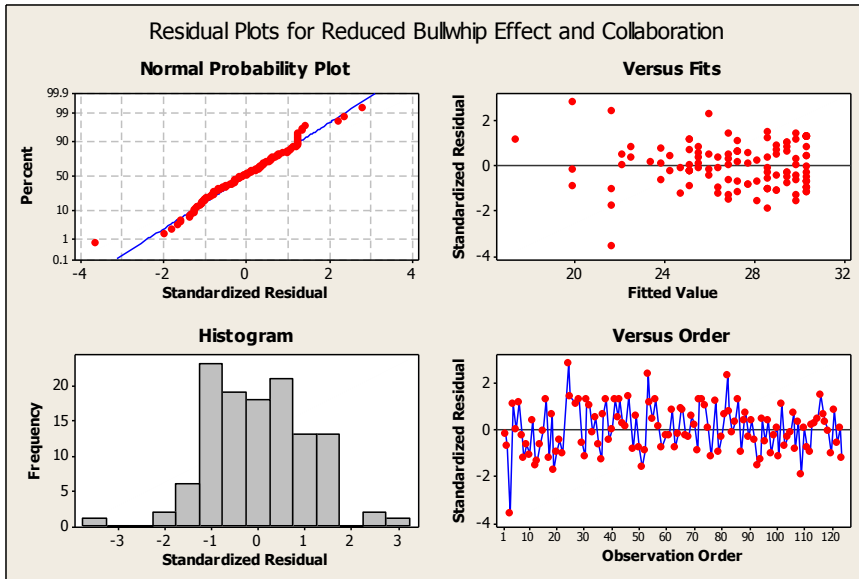 Residual Plots for Reduced Bullwhip Effect and Collaboration
Normal Probability Plot
99.9
99
90
50
10
1
0.1
Percent
-4 -2 0 2 4
Standardized Residual
Versus Fits
2
0
-2
-4
Standardized Residual
20 24 28 32
Fitted Value
Histogram
20
15
10
5
0
Frequency
-3 -2 -1 0 1 2 3
Standardized Residual
Versus Order
2
0
-2
-4
Standardized Residual
1 10 20 30 40 50 60 70 80 90 100 110 120
Observation Order